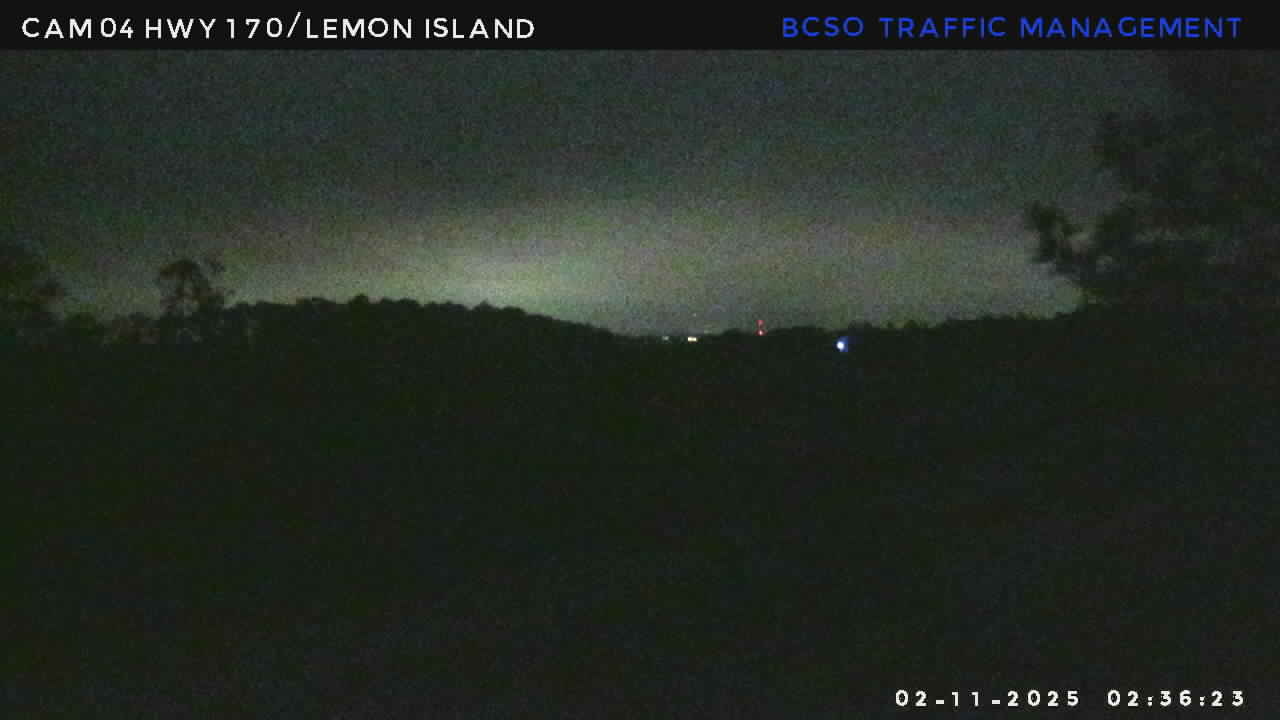 CAM04 HWY 170/LEMON ISLAND
BCSO TRAFFIC MANAGEMENT
02-11-2025 02:36:23